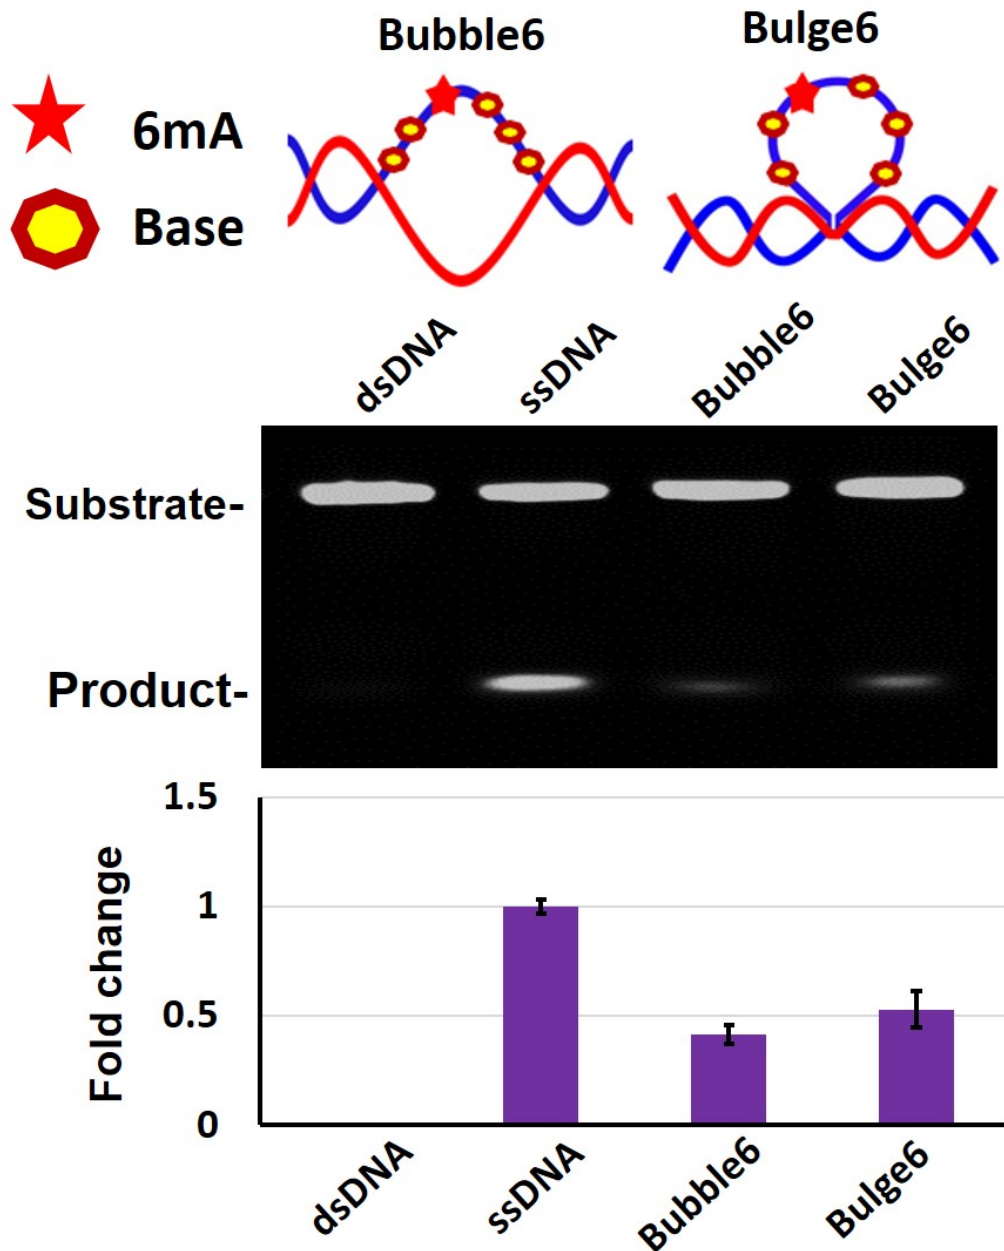 Bubble6
Bulge6
6mA
Base
dsDNA
ssDNA
Bubble6
Bulge6
Substrate-
Product-
1.5
1
0.5
0
Fold change
dsDNA
ssDNA
Bubble6
Bulge6